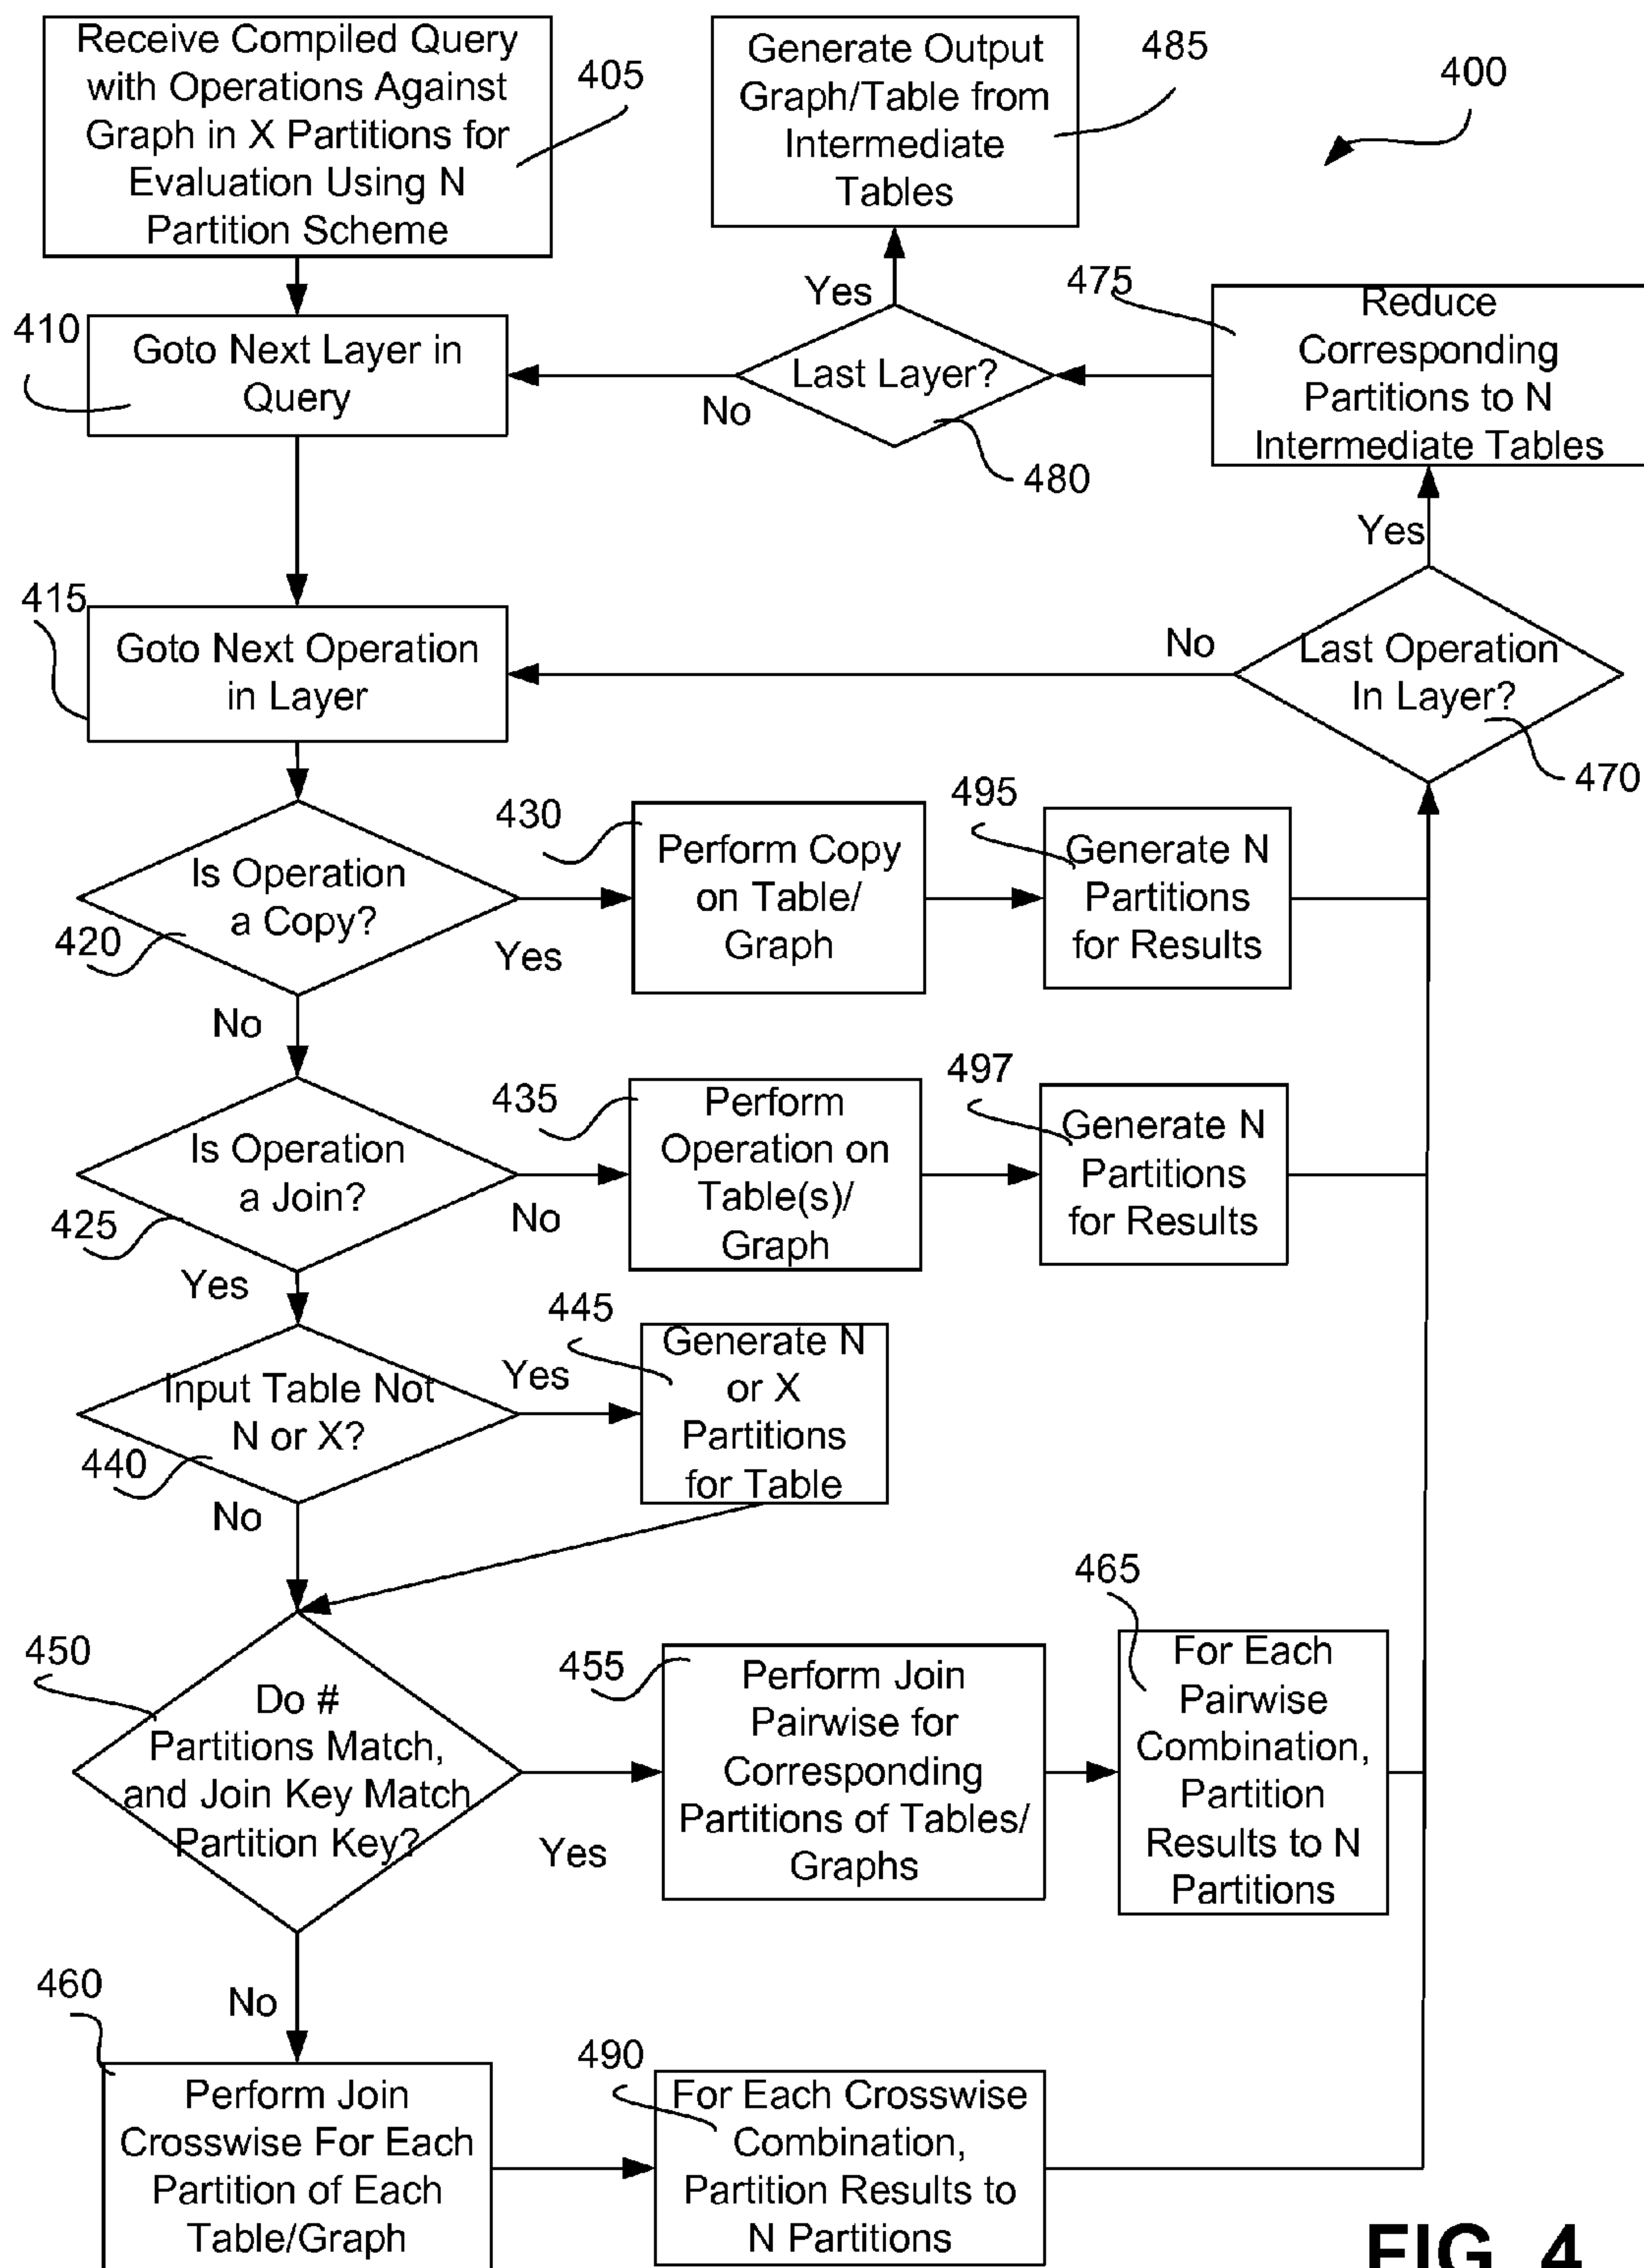 Receive Compiled Query
with Operations Against
Graph in X Partitions for
Evaluation Using N
Partition Scheme
405
Generate Output
Graph/Table from
Intermediate
Tables
485
400
410
Goto Next Layer in
Query
Yes
Last Layer?
No
480
475
Reduce
Corresponding
Partitions to N
Intermediate Tables
Yes
415
Goto Next Operation
in Layer
No
Last Operation
In Layer?
470
Is Operation
a Copy?
420
Yes
No
430
Perform Copy
on Table/
Graph
495
Generate N
Partitions
for Results
Is Operation
a Join?
425
No
Yes
435
Perform
Operation on
Table(s)/
Graph
497
Generate N
Partitions
for Results
Input Table Not
N or X?
440
Yes
No
445
Generate N
or X
Partitions
for Table
450
Do #
Partitions Match,
and Join Key Match
Partition Key?
Yes
No
455
Perform Join
Pairwise for
Corresponding
Partitions of Tables/
Graphs
465
For Each
Pairwise
Combination,
Partition
Results to N
Partitions
460
Perform Join
Crosswise For Each
Partition of Each
Table/Graph
490
For Each Crosswise
Combination,
Partition Results to
N Partitions
FIG. 4